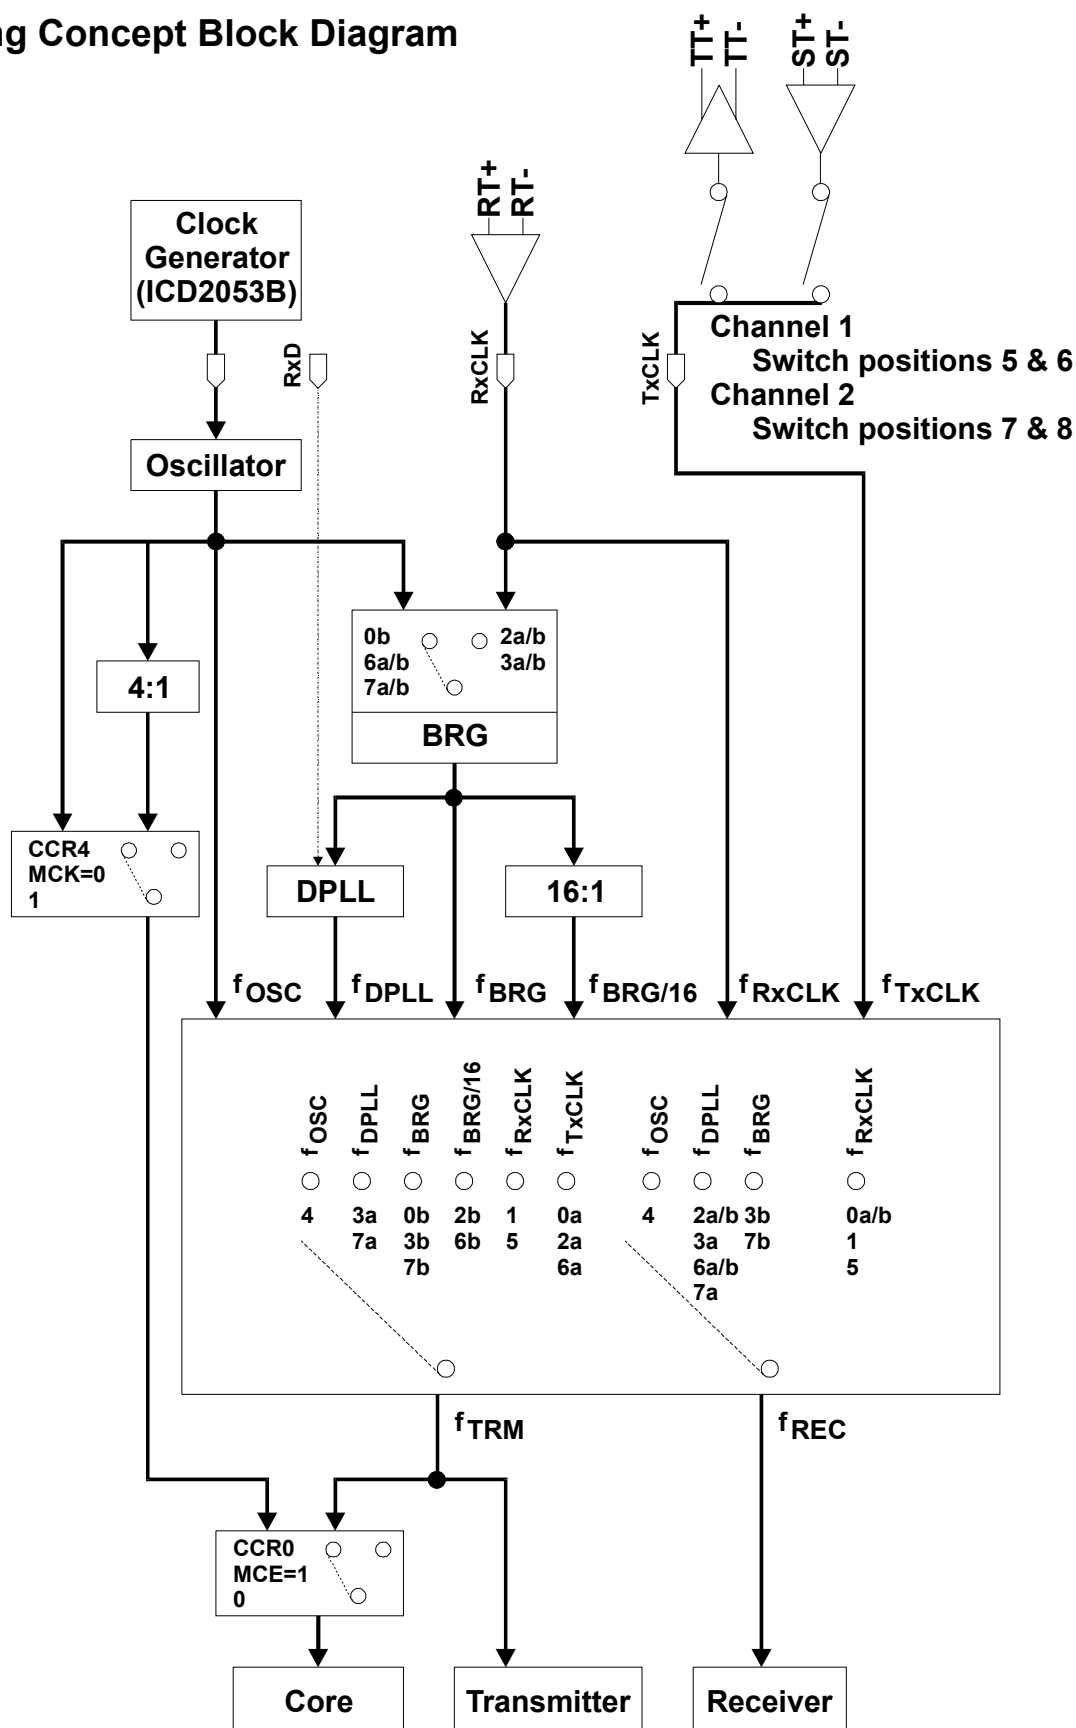 ng Concept Block Diagram
TT+
TT-
ST+
ST-
RT+
RT-
Clock
Generator
(ICD2053B)
RxD
RxCLK
TxCLK
Channel 1
Switch positions 5 & 6
Channel 2
Switch positions 7 & 8
Oscillator
0b
6a/b
7a/b
2a/b
3a/b
4:1
BRG
CCR4
MCK=0
1
DPLL
16:1
fOSC
fDPLL
fBRG
fBRG/16
fRxCLK
fTxCLK
fOSC
fDPLL
fBRG
fBRG/16
fRxCLK
fTxCLK
fOSC
fDPLL
fBRG
fRxCLK
4
3a
7a
0b
3b
7b
2b
6b
1
5
0a
2a
6a
4
2a/b
3a
6a/b
7a
3b
7b
0a/b
1
5
fTRM
fREC
CCR0
MCE=1
0
Core
Transmitter
Receiver